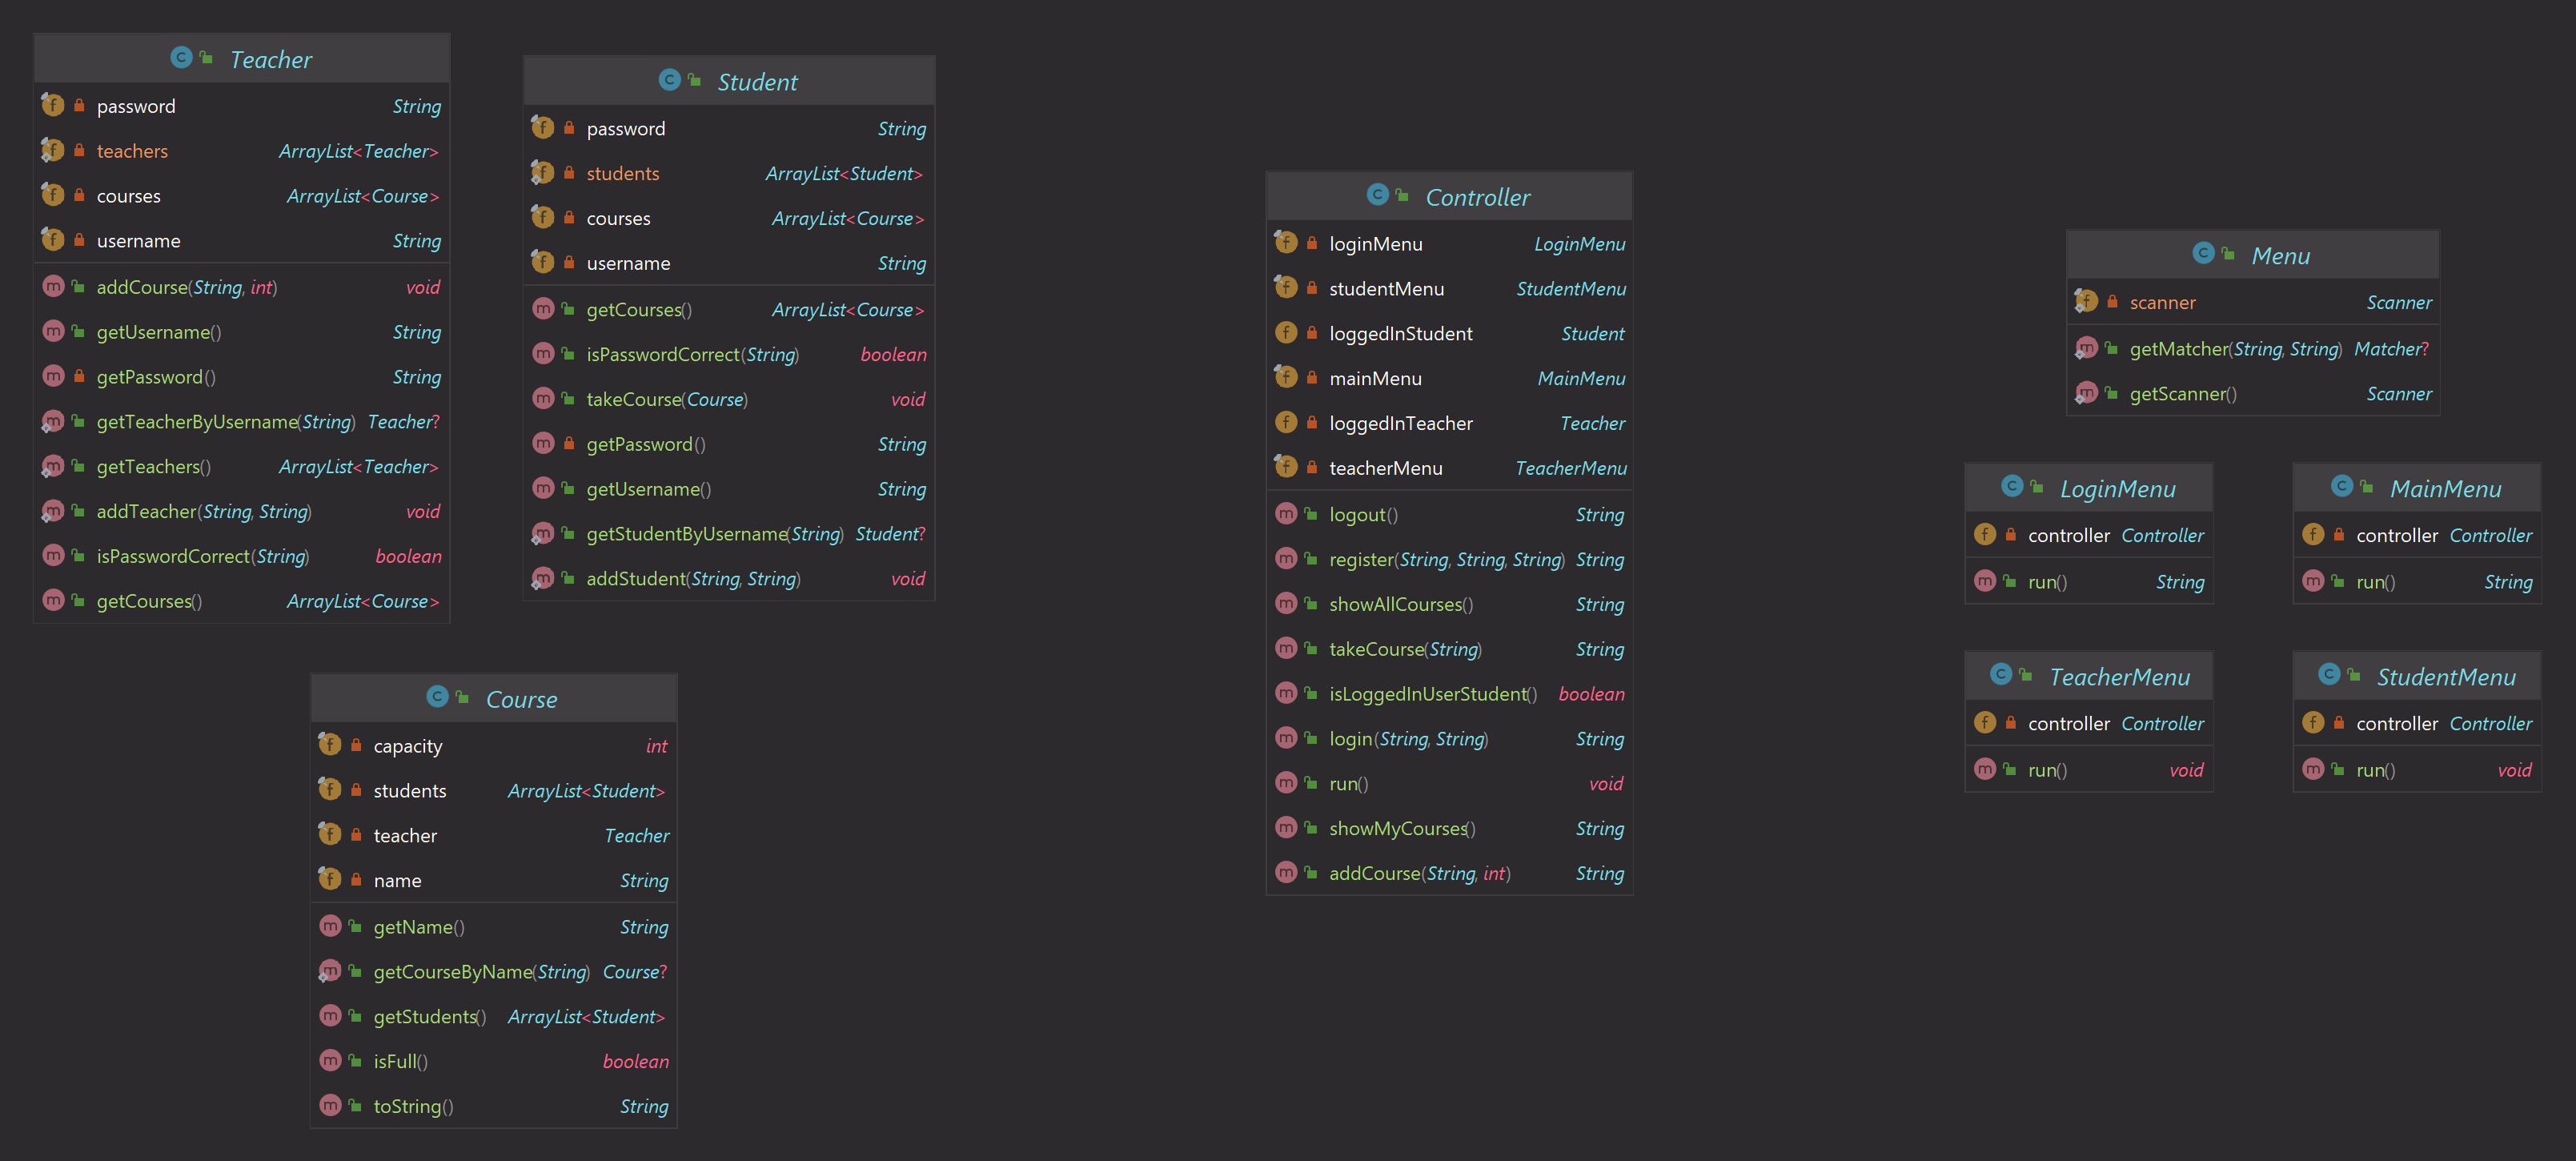 Teacher
password String
teachers ArrayList<Teacher>
courses ArrayList<Course>
username String
addCourse(String, int) void
getUsername() String
getPassword() String
getTeacherByUsername(String) Teacher?
getTeachers() ArrayList<Teacher>
addTeacher(String, String) void
isPasswordCorrect(String) boolean
getCourses() ArrayList<Course>
Student
password String
students ArrayList<Student>
courses ArrayList<Course>
username String
getCourses() ArrayList<Course>
isPasswordCorrect(String) boolean
takeCourse(Course) void
getPassword() String
getUsername() String
getStudentByUsername(String) Student?
addStudent(String, String) void
Course
capacity int
students ArrayList<Student>
teacher Teacher
name String
getName() String
getCourseByName(String) Course?
getStudents() ArrayList<Student>
isFull() boolean
toString() String
Controller
loginMenu LoginMenu
studentMenu StudentMenu
loggedInStudent Student
mainMenu MainMenu
loggedInTeacher Teacher
teacherMenu TeacherMenu
logout() String
register(String, String, String) String
showAllCourses() String
takeCourse(String) String
isLoggedInUserStudent() boolean
login(String, String) String
run() void
showMyCourses() String
addCourse(String, int) String
Menu
scanner Scanner
getMatcher(String, String) Matcher?
getScanner() Scanner
LoginMenu
controller Controller
run() String
MainMenu
controller Controller
run() String
TeacherMenu
controller Controller
run() void
StudentMenu
controller Controller
run() void